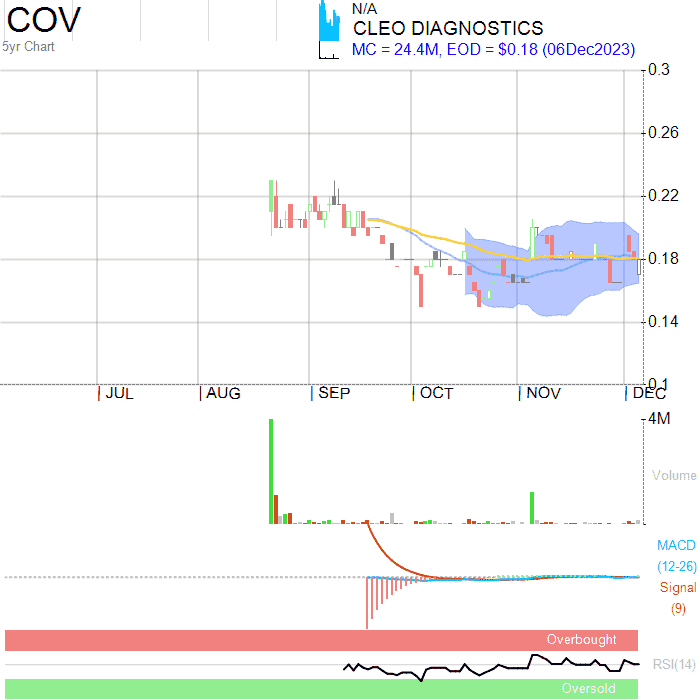 COV
N/A
CLEO DIAGNOSTICS
5yr Chart
MC = 24.4M, EOD = $0.18 (06Dec2023)
0.3
0.26
0.22
0.18
0.14
0.1
JUL
AUG
SEP
OCT
NOV
DEC
4M
Volume
MACD
(12-26)
Signal
(9)
Overbought
RSI(14)
Oversold